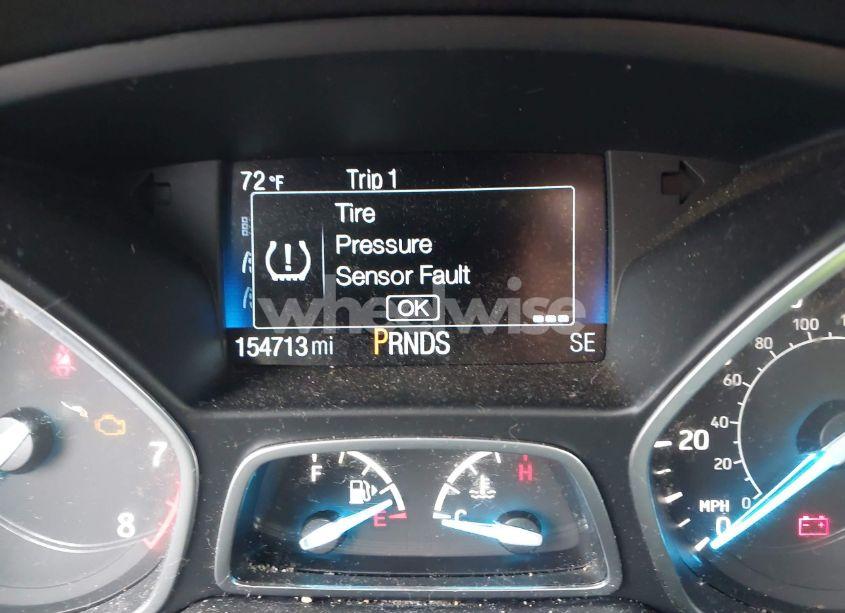 72 °F Trip 1
Tire
Pressure
Sensor Fault
OK
wheelwise
154713 mi PRNDS SE
7
8
F
E
H
C
100
80
60
40
20
20
0
MPH
0